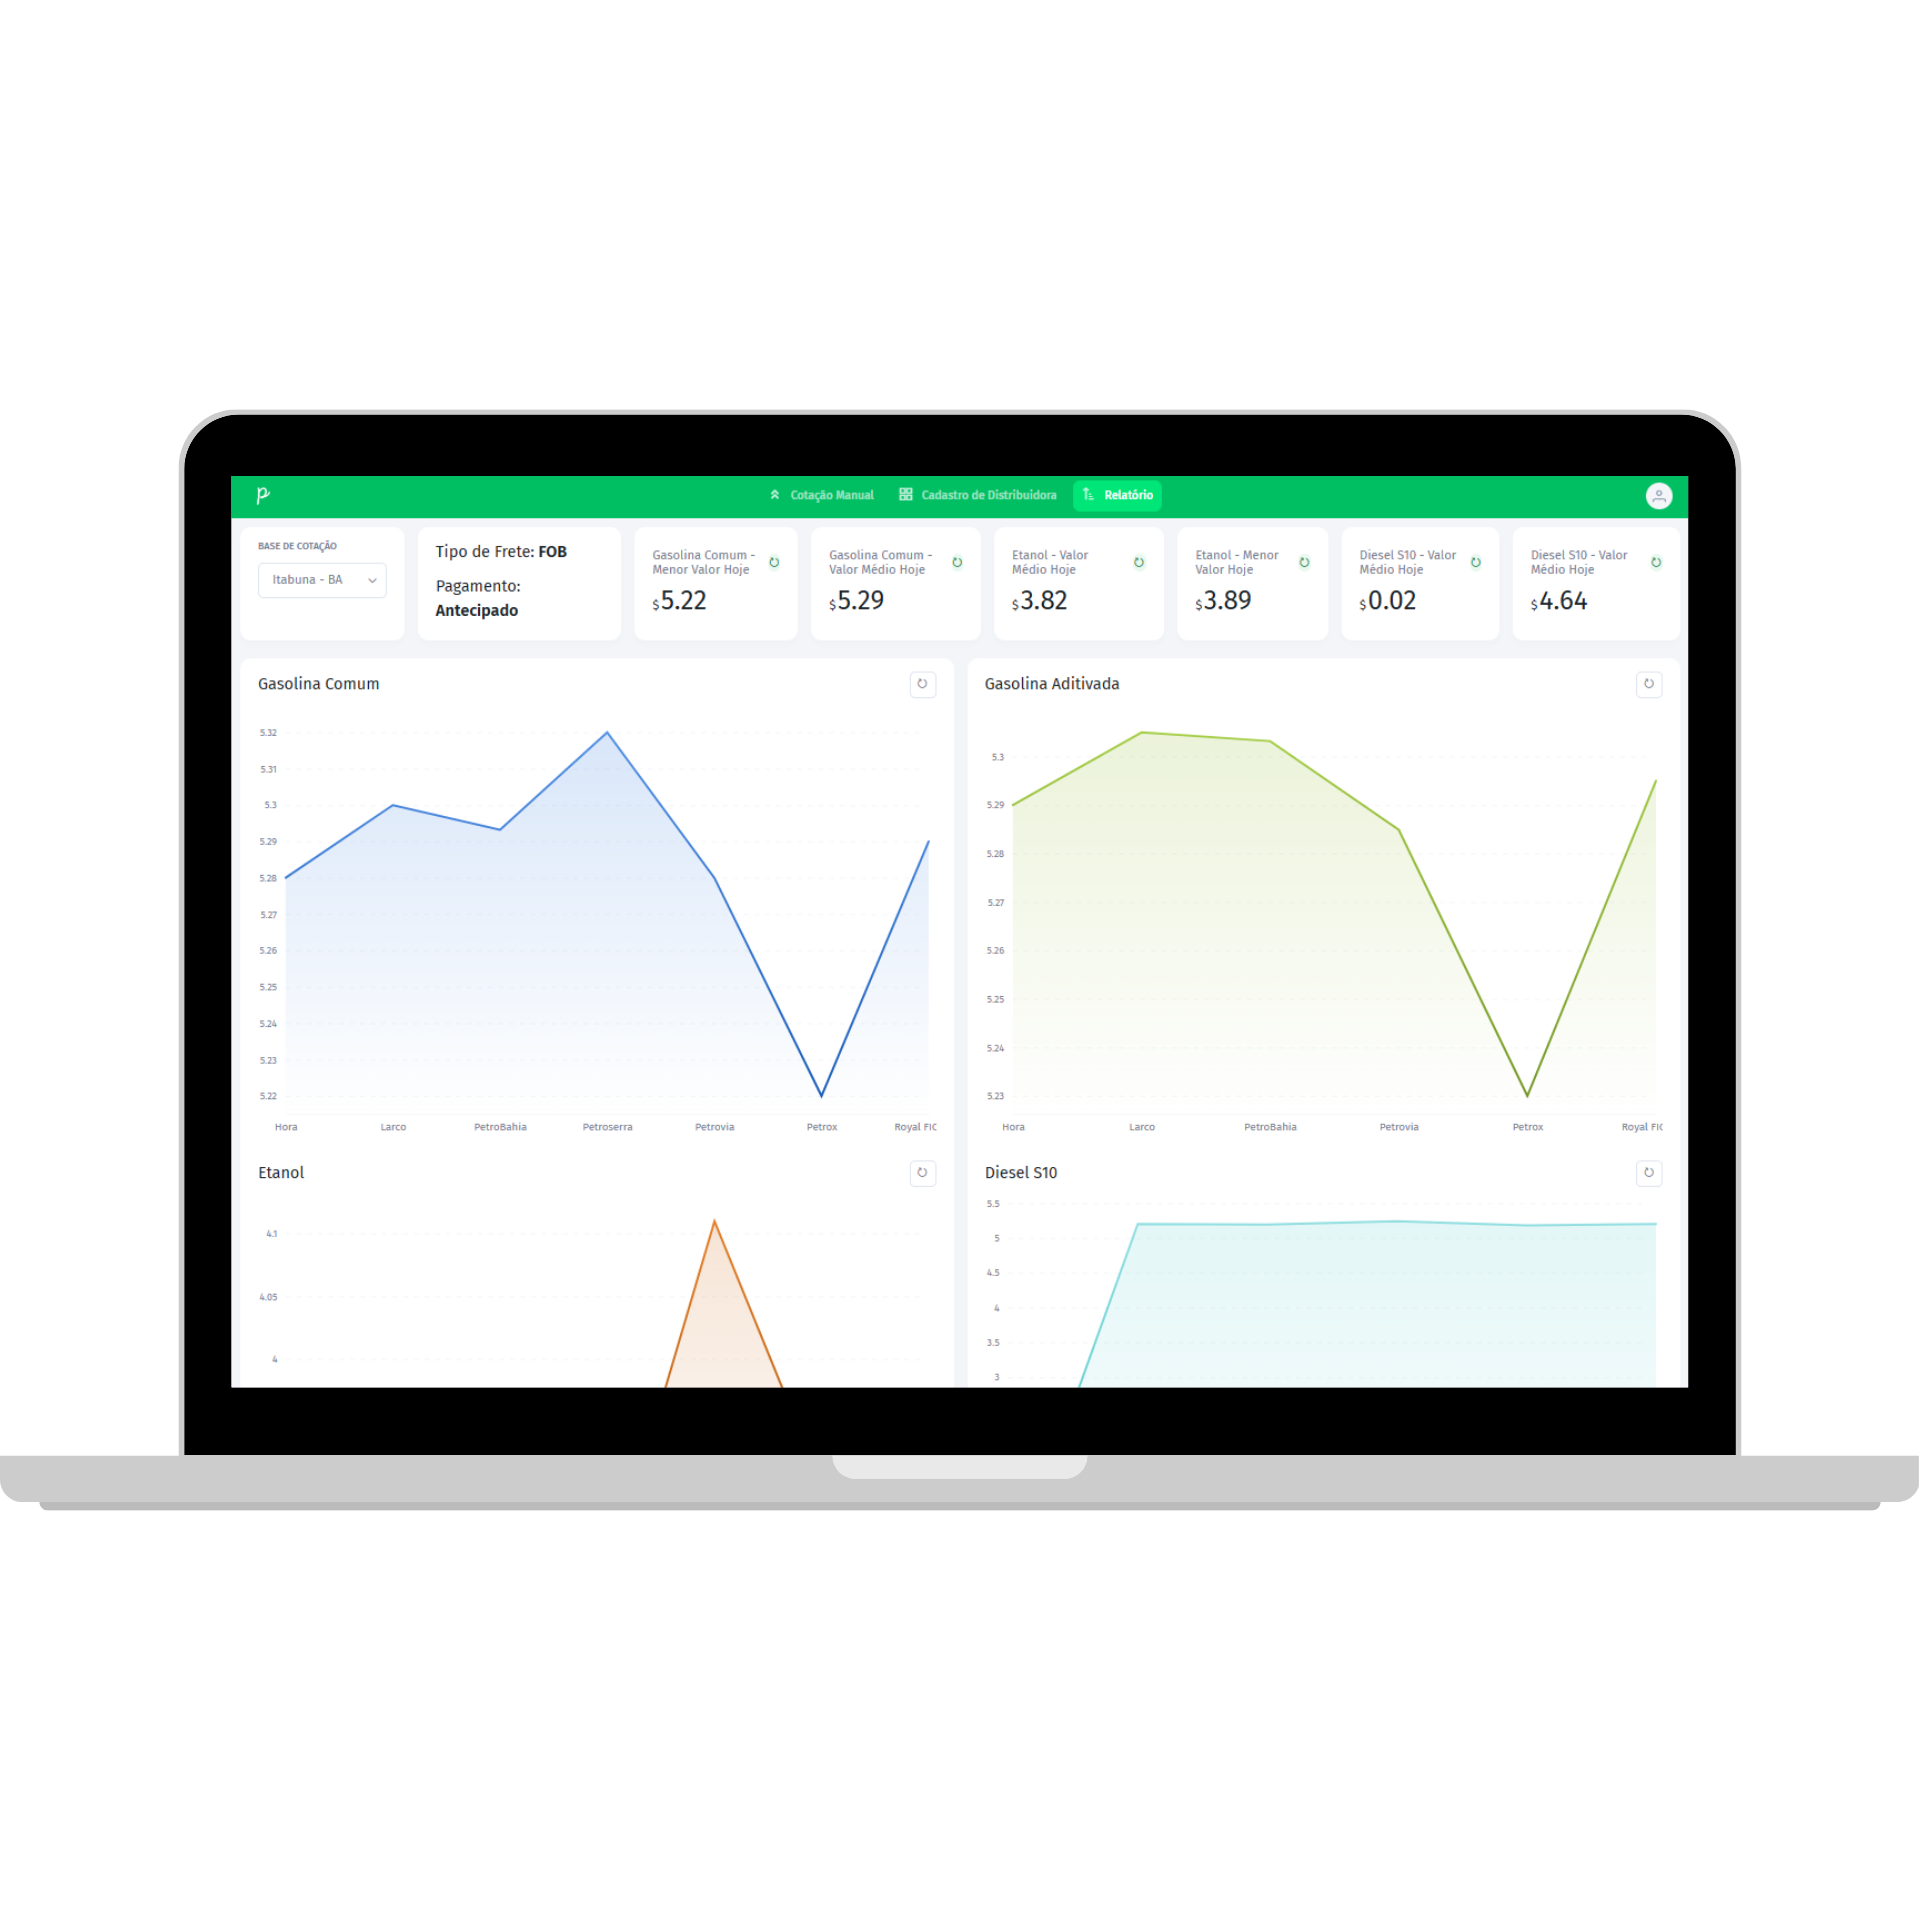 Cotação Manual
Cadastro de Distribuidora
Relatório
BASE DE COTAÇÃO
Itabuna - BA
Tipo de Frete: FOB
Pagamento:
Antecipado
Gasolina Comum -
Menor Valor Hoje
$5.22
Gasolina Comum -
Valor Médio Hoje
$5.29
Etanol - Valor
Médio Hoje
$3.82
Etanol - Menor
Valor Hoje
$3.89
Diesel S10 - Valor
Médio Hoje
$0.02
Diesel S10 - Valor
Médio Hoje
$4.64
Gasolina Comum
5.32
5.31
5.3
5.29
5.28
5.27
5.26
5.25
5.24
5.23
5.22
Hora Larco PetroBahia Petroserra Petrovia Petrox Royal FIC
Gasolina Aditivada
5.3
5.29
5.28
5.27
5.26
5.25
5.24
5.23
Hora Larco PetroBahia Petrovia Petrox Royal FIC
Etanol
4.1
4.05
4
Diesel S10
5.5
5
4.5
4
3.5
3